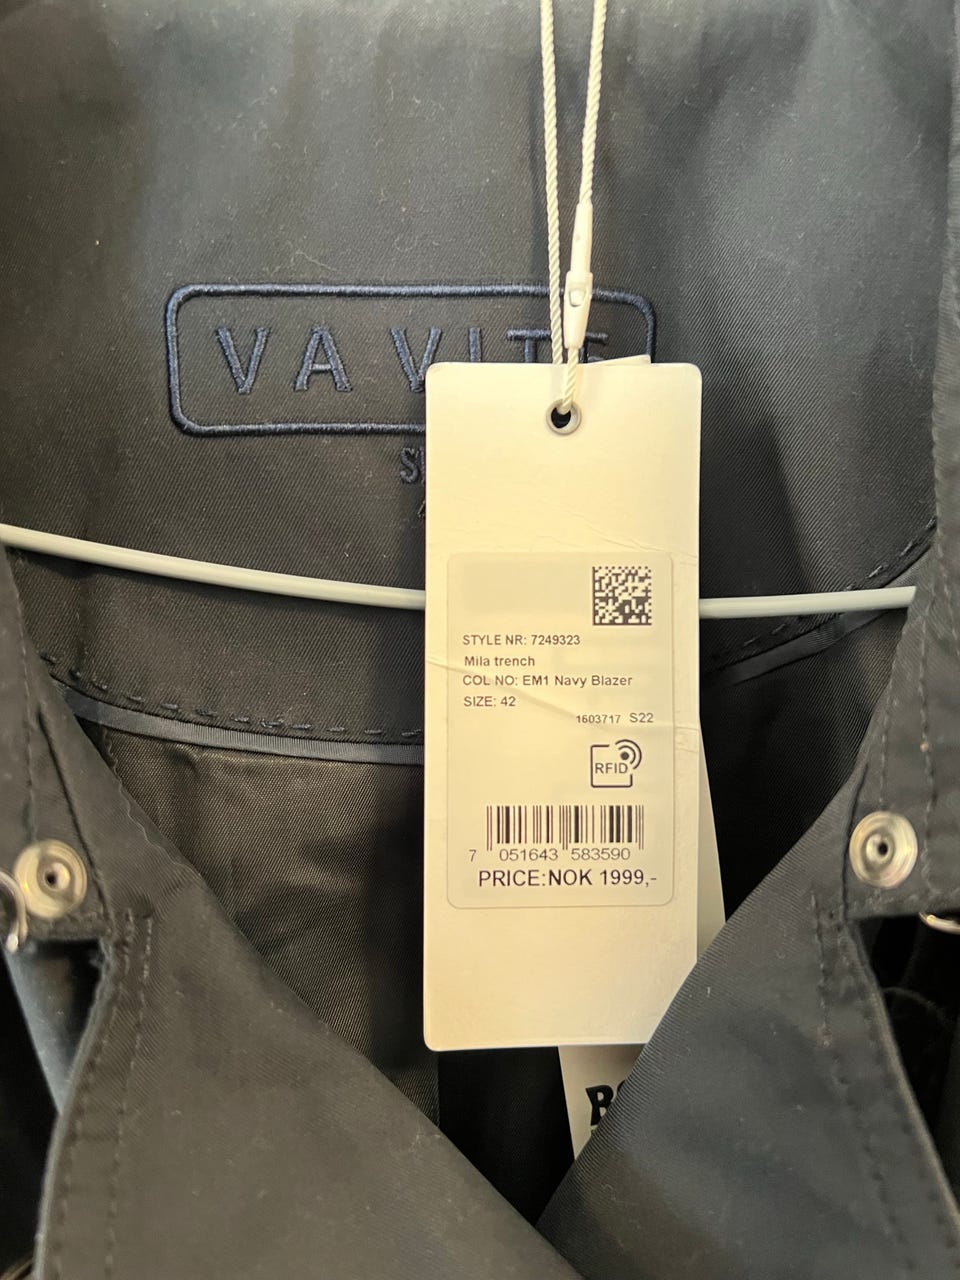 VAVITE
STYLE NR: 7249323
Mila trench
COL NO: EM1 Navy Blazer
SIZE: 42
1603717 S22
RFID
7 051643 583590
PRICE:NOK 1999,-